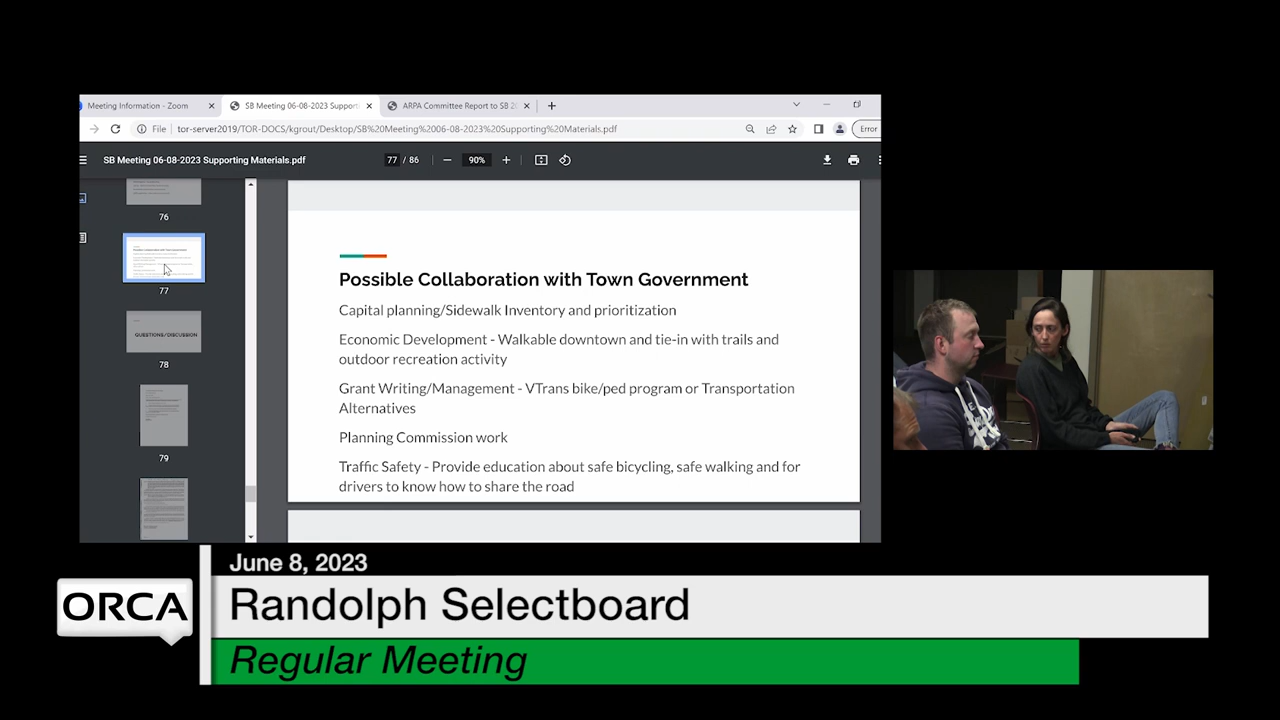 Meeting Information - Zoom
SB Meeting 06-08-2023 Support
ARPA Committee Report to SB 2
File
tor-server2019/TOR-DOCS/kgrout/Desktop/SB%20Meeting%2006-08-2023%20Supporting%20Materials.pdf
Error
SB Meeting 06-08-2023 Supporting Materials.pdf
77 / 86
90%
76
77
QUESTIONS/DISCUSSION
78
79
Possible Collaboration with Town Government
Capital planning/Sidewalk Inventory and prioritization
Economic Development - Walkable downtown and tie-in with trails and
outdoor recreation activity
Grant Writing/Management - VTrans bike/ped program or Transportation
Alternatives
Planning Commission work
Traffic Safety - Provide education about safe bicycling, safe walking and for
drivers to know how to share the road
June 8, 2023
ORCA
Randolph Selectboard
Regular Meeting